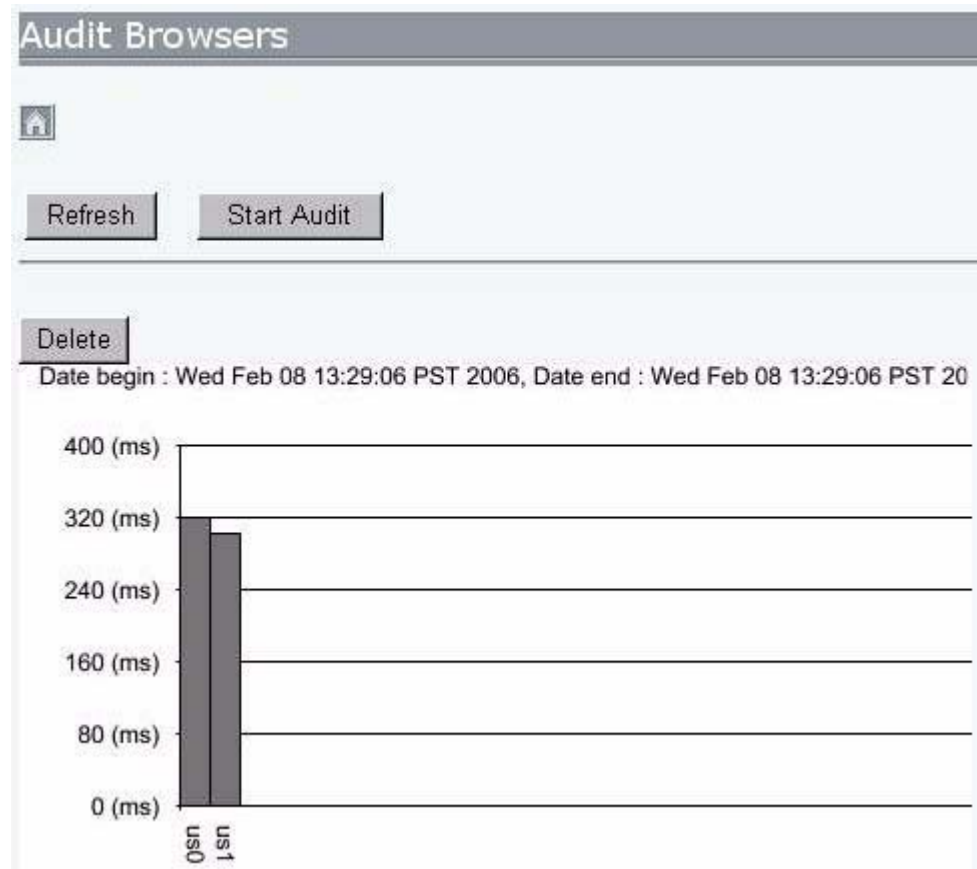 Audit Browsers
Refresh Start Audit
Delete
Date begin : Wed Feb 08 13:29:06 PST 2006, Date end : Wed Feb 08 13:29:06 PST 20
400 (ms)
320 (ms)
240 (ms)
160 (ms)
80 (ms)
0 (ms)
us0 us1